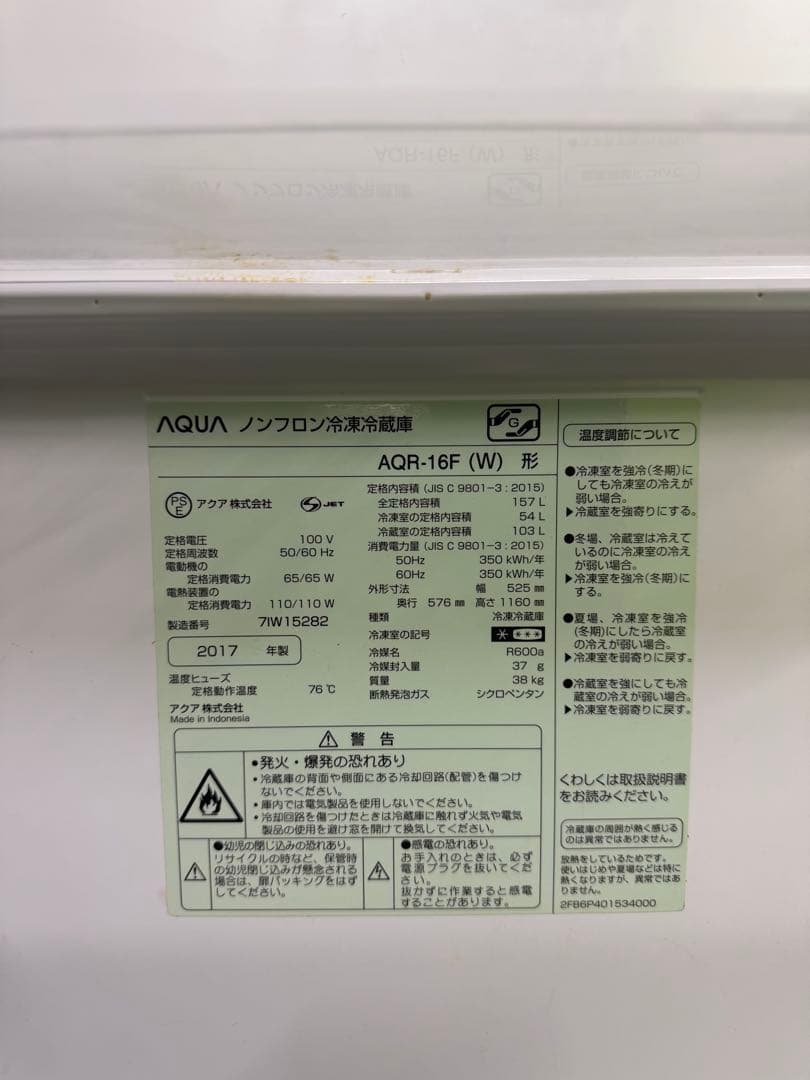 AQUA ノンフロン冷凍冷蔵庫
G
AQR-16F (W) 形
PS
E
アクア株式会社
S JET
定格電圧 100 V
定格周波数 50/60 Hz
電動機の
定格消費電力 65/65 W
電熱装置の
定格消費電力 110/110 W
製造番号 7IW15282
2017 年製
温度ヒューズ
定格動作温度 76 ℃
アクア株式会社
Made in Indonesia
定格内容積 (JIS C 9801-3 : 2015)
全定格内容積 157 L
冷凍室の定格内容積 54 L
冷蔵室の定格内容積 103 L
消費電力量 (JIS C 9801-3 : 2015)
50Hz 350 kWh/年
60Hz 350 kWh/年
外形寸法 幅 525 ㎜
奥行 576 ㎜ 高さ 1160 ㎜
種類 冷凍冷蔵庫
冷凍室の記号 * ***
冷媒名 R600a
冷媒封入量 37 g
質量 38 kg
断熱発泡ガス シクロペンタン
⚠ 警告
●発火・爆発の恐れあり
・冷蔵庫の背面や側面にある冷却回路(配管)を傷つけ
ないでください。
・庫内では電気製品を使用しないでください。
・冷却回路を傷つけたときは冷蔵庫に触れず火気や電気
製品の使用を避け窓を開けて換気してください。
●幼児の閉じ込みの恐れあり。
リサイクルの時など、保管時
の幼児閉じ込みが懸念される
場合は、扉パッキングをはず
してください。
●感電の恐れあり。
お手入れのときは、必ず
電源プラグを抜いてくだ
さい。
抜かずに作業すると感電
することがあります。
温度調節について
●冷凍室を強冷(冬期)に
しても冷凍室の冷えが
弱い場合。
▶冷蔵室を強寄りにする。
●冬場、冷蔵室は冷えて
いるのに冷凍室の冷え
が弱い場合。
▶冷凍室を強冷(冬期)に
する。
●夏場、冷凍室を強冷
(冬期)にしたら冷蔵室
の冷えが弱い場合。
▶冷凍室を弱寄りに戻す。
●冷蔵室を強にしても冷
蔵室の冷えが弱い場合。
▶冷凍室を弱寄りに戻す。
くわしくは取扱説明書
をお読みください。
冷蔵庫の周囲が熱く感じる
のは異常ではありません。
放熱をしているためです。
使いはじめや夏場などは特に
熱くなりますが、異常ではあ
りません。
2FB6P401534000